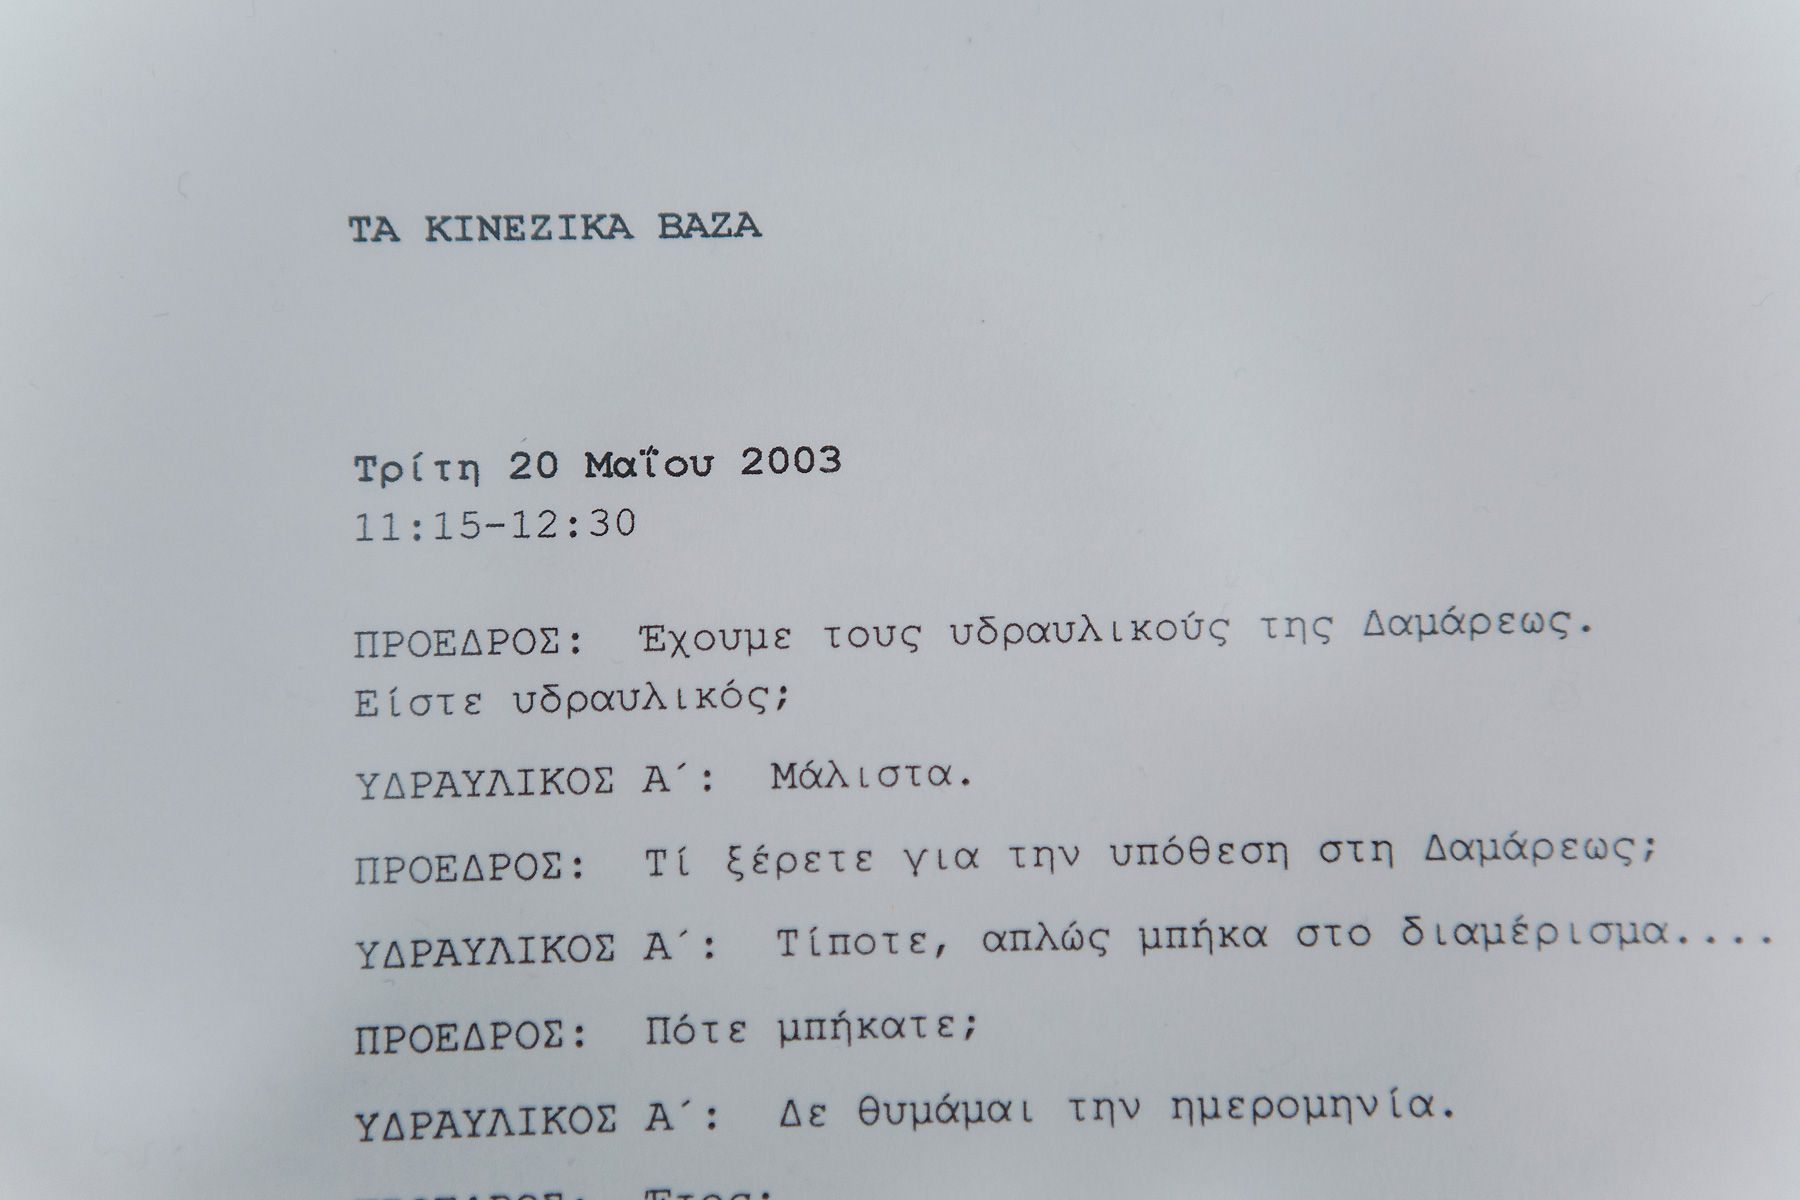 ΤΑ ΚΙΝΕΖΙΚΑ ΒΑΖΑ
Τρίτη 20 Μαΐου 2003
11:15-12:30
ΠΡΟΕΔΡΟΣ: Έχουμε τους υδραυλικούς της Δαμάρεως.
Είστε υδραυλικός;
ΥΔΡΑΥΛΙΚΟΣ Α΄: Μάλιστα.
ΠΡΟΕΔΡΟΣ: Τί ξέρετε για την υπόθεση στη Δαμάρεως;
ΥΔΡΑΥΛΙΚΟΣ Α΄: Τίποτε, απλώς μπήκα στο διαμέρισμα....
ΠΡΟΕΔΡΟΣ: Πότε μπήκατε;
ΥΔΡΑΥΛΙΚΟΣ Α΄: Δε θυμάμαι την ημερομηνία.
ΠΡΟΕΔΡΟΣ: Έτος;